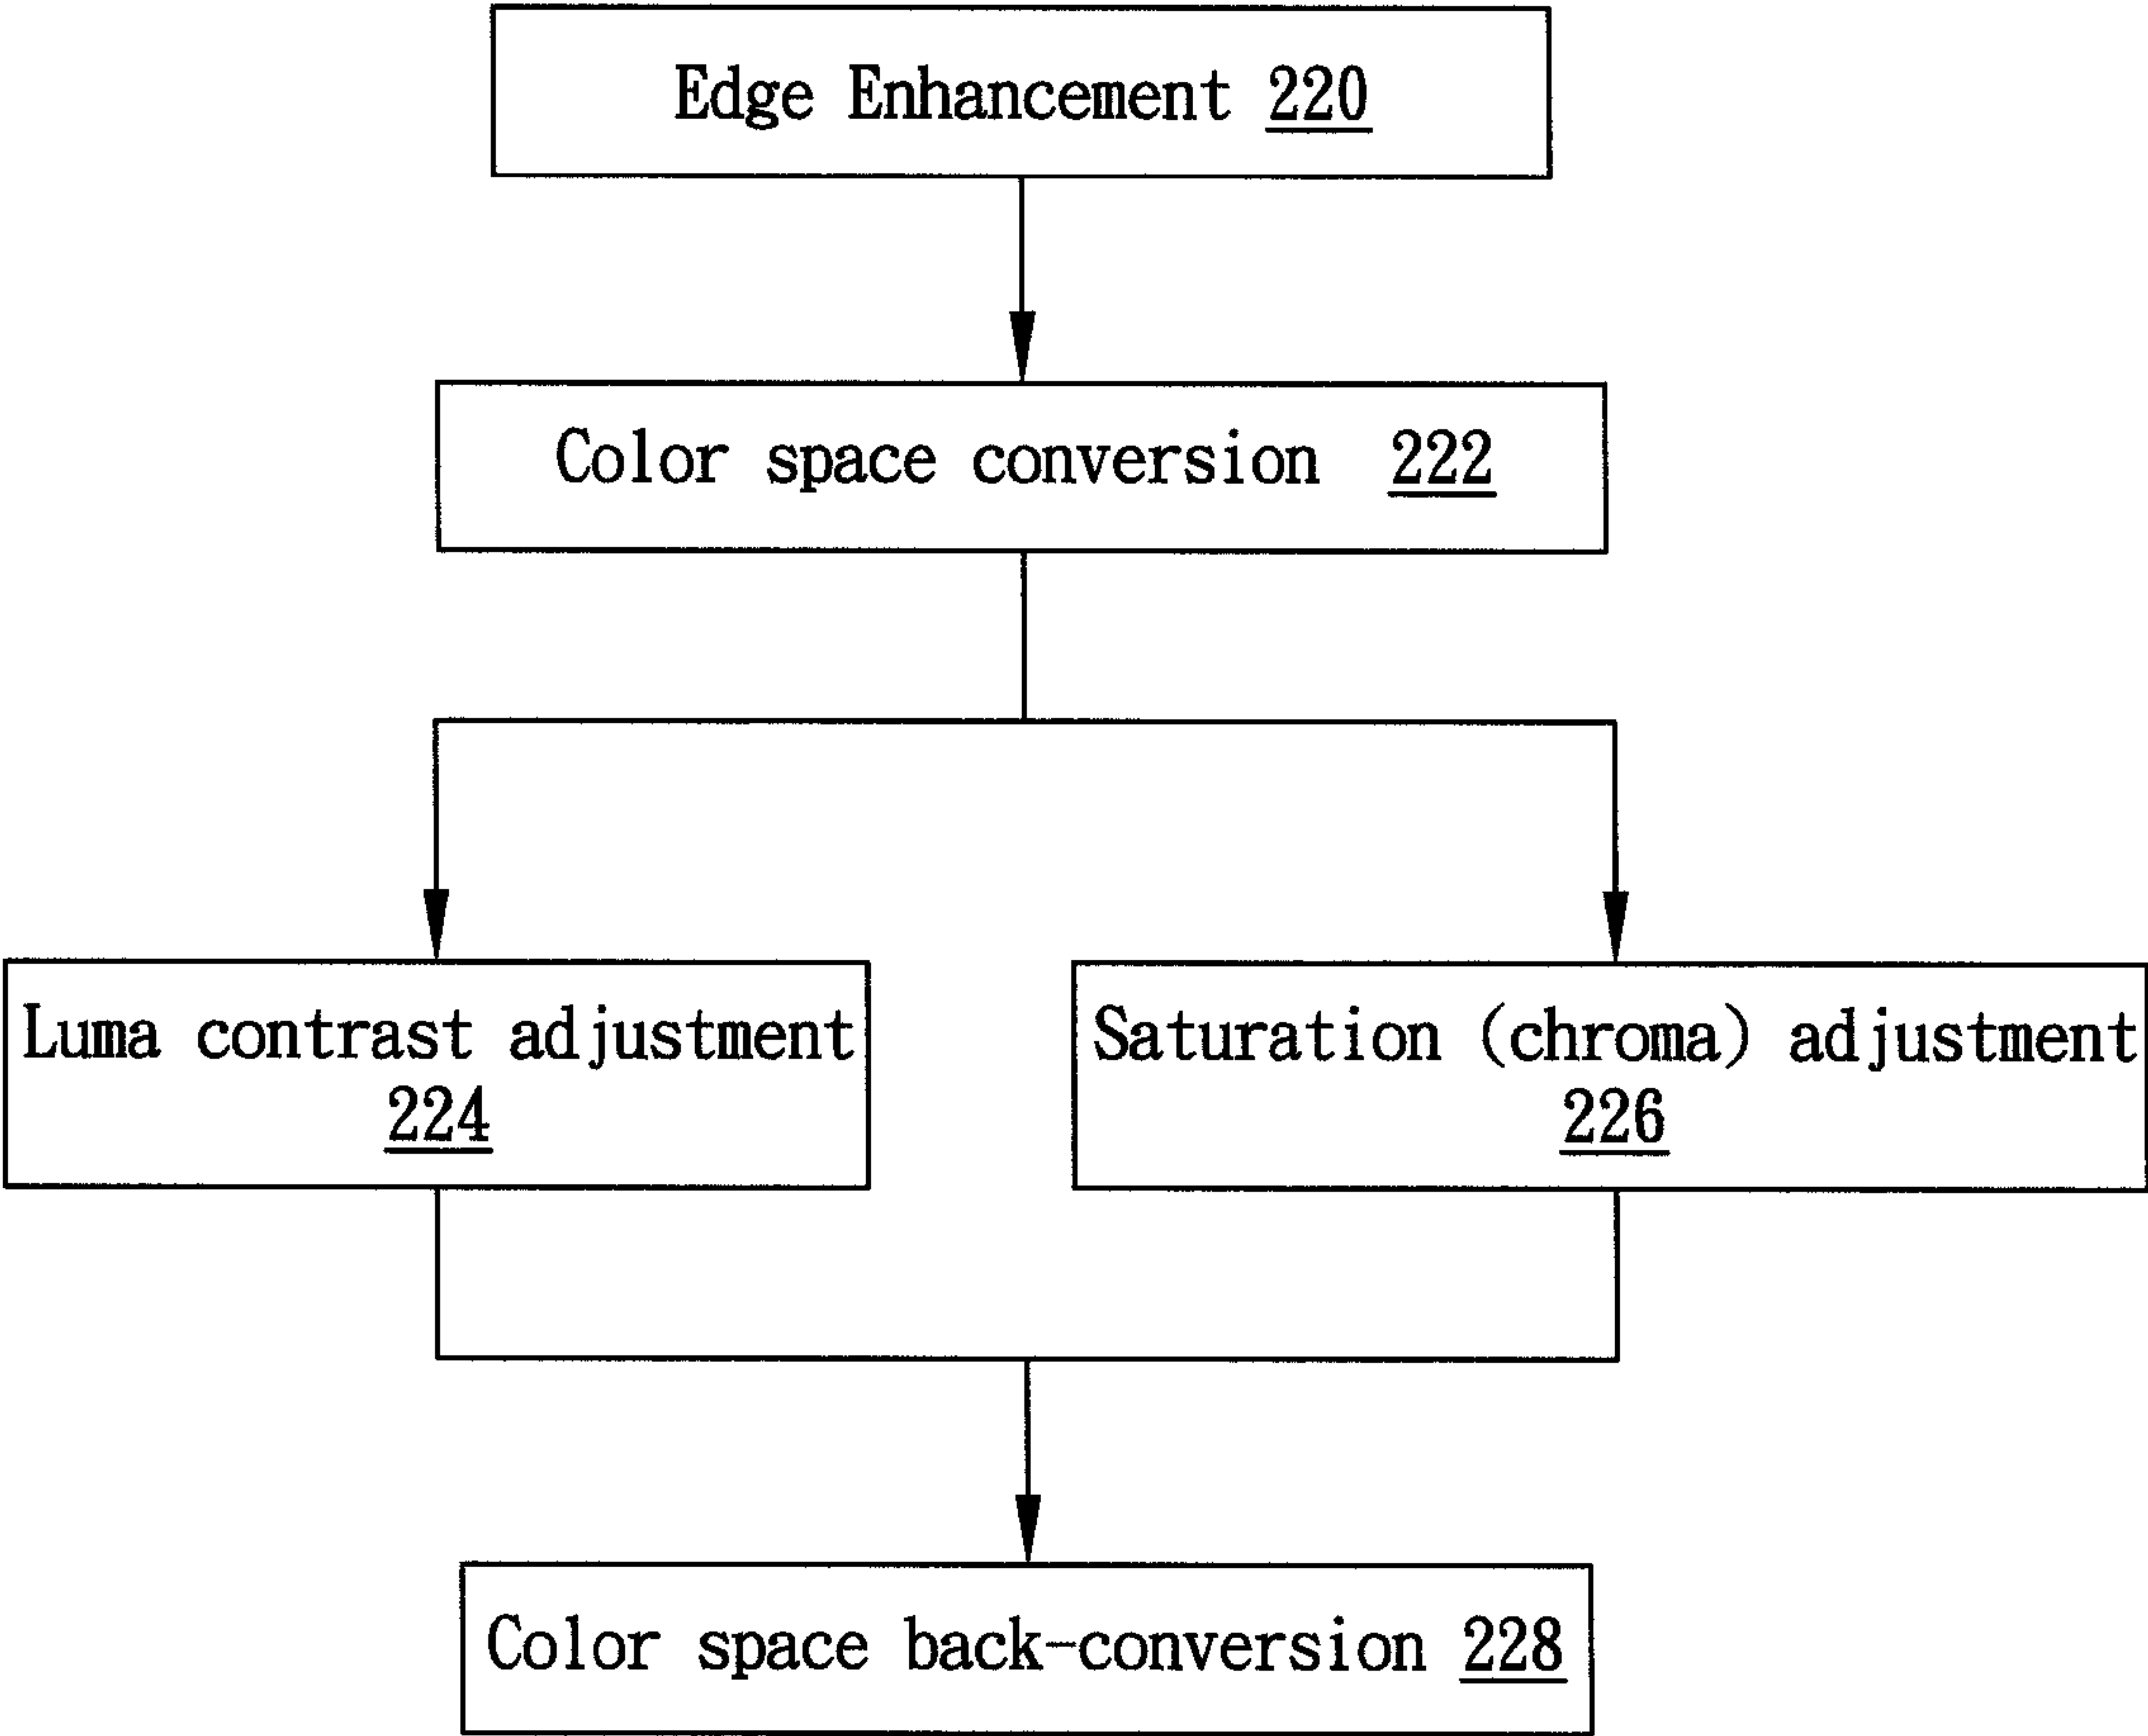 Edge Enhancement 220
Color space conversion 222
Luma contrast adjustment
224
Saturation (chroma) adjustment
226
Color space back-conversion 228